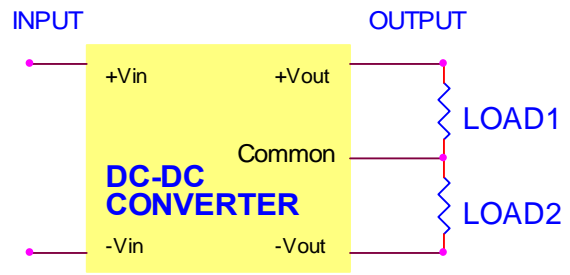 INPUT OUTPUT
+Vin +Vout
LOAD1
Common
DC-DC
CONVERTER
LOAD2
-Vin -Vout